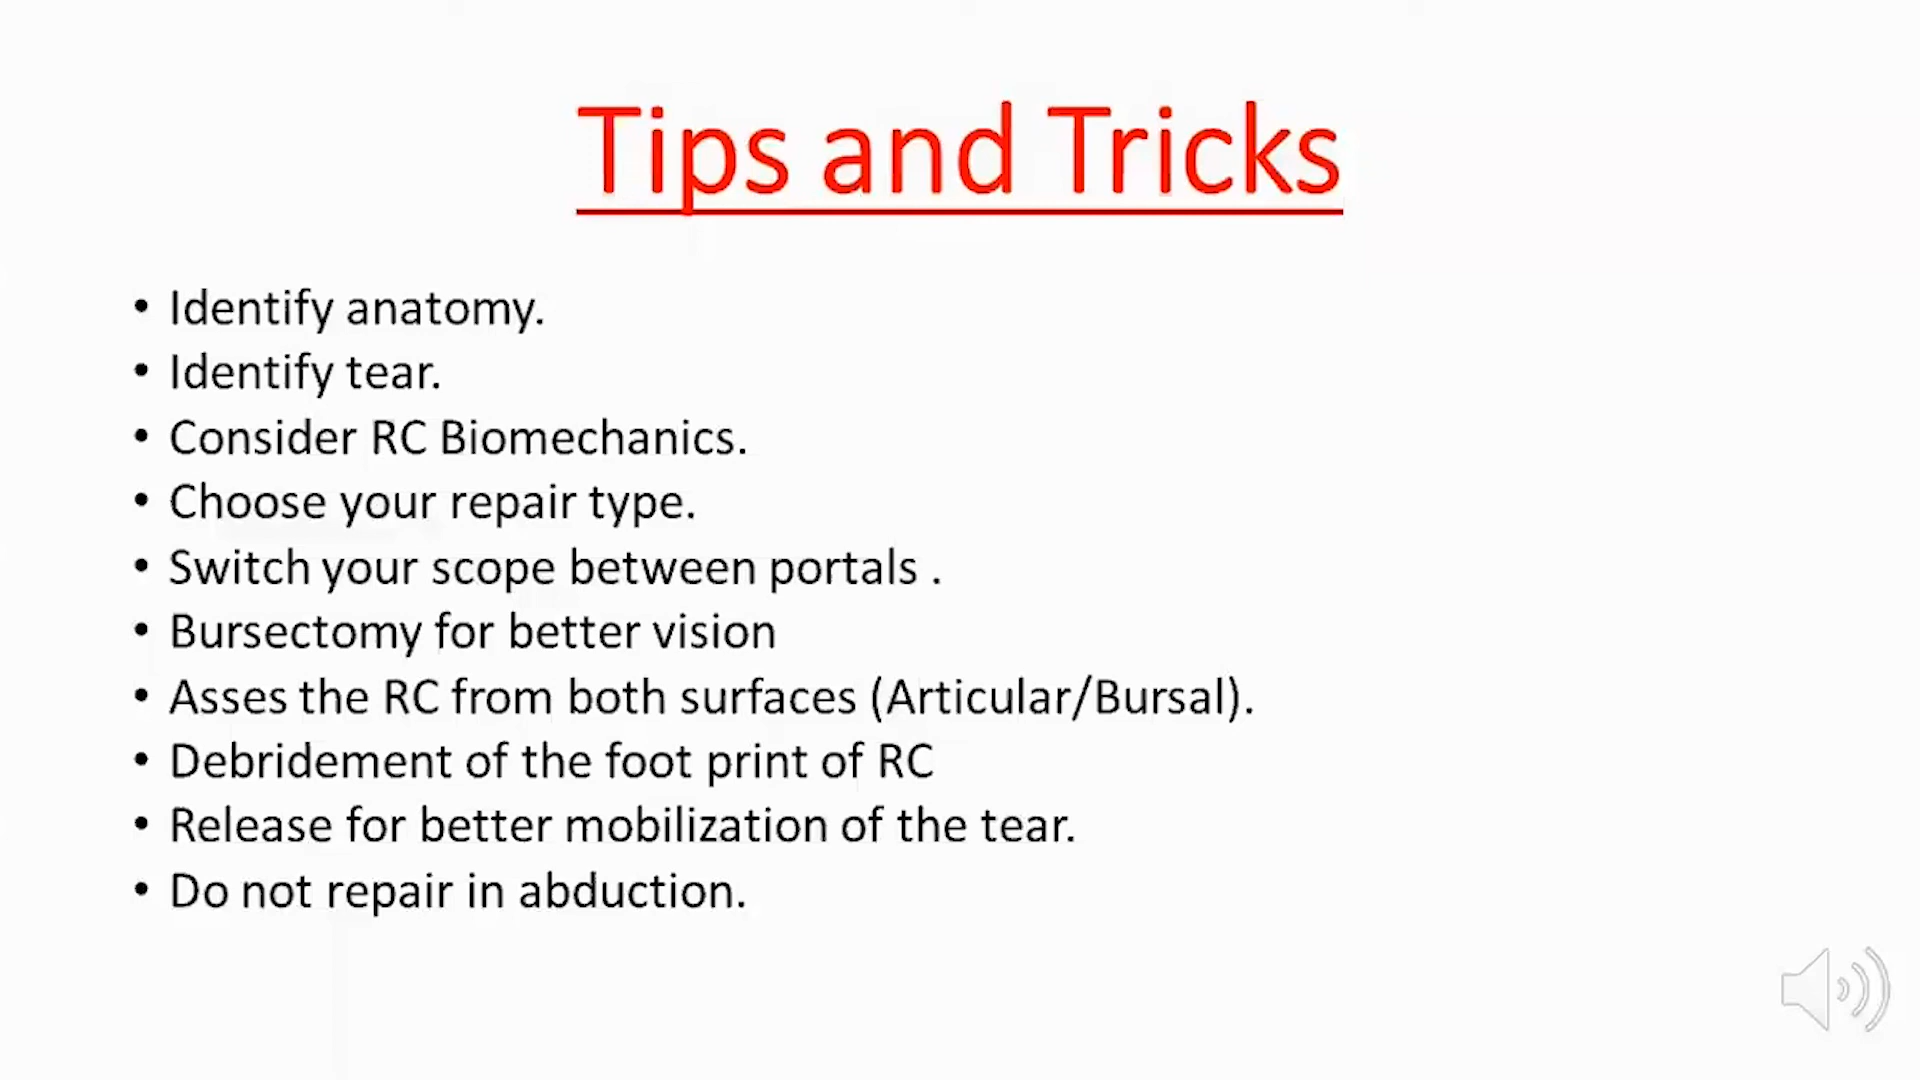 Tips and Tricks
• Identify anatomy.
• Identify tear.
• Consider RC Biomechanics.
• Choose your repair type.
• Switch your scope between portals .
• Bursectomy for better vision
• Asses the RC from both surfaces (Articular/Bursal).
• Debridement of the foot print of RC
• Release for better mobilization of the tear.
• Do not repair in abduction.